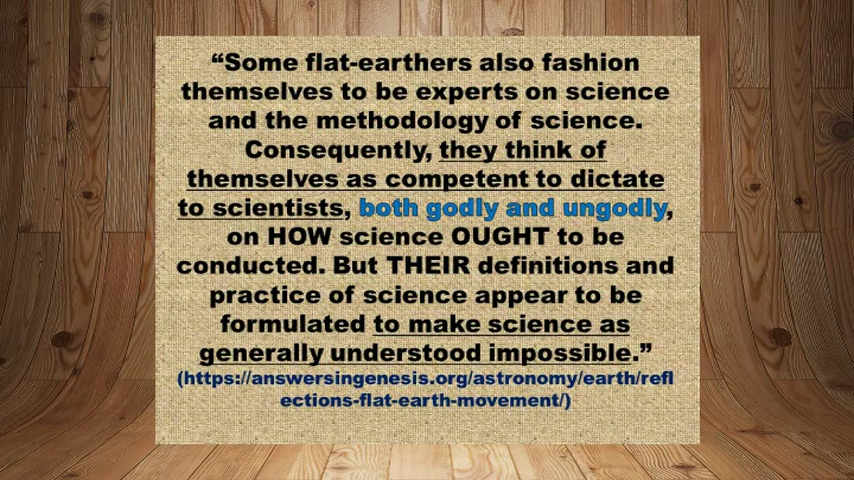 “Some flat-earthers also fashion
themselves to be experts on science
and the methodology of science.
Consequently, they think of
themselves as competent to dictate
to scientists, both godly and ungodly,
on HOW science OUGHT to be
conducted. But THEIR definitions and
practice of science appear to be
formulated to make science as
generally understood impossible.”
(https://answersingenesis.org/astronomy/earth/refl
ections-flat-earth-movement/)